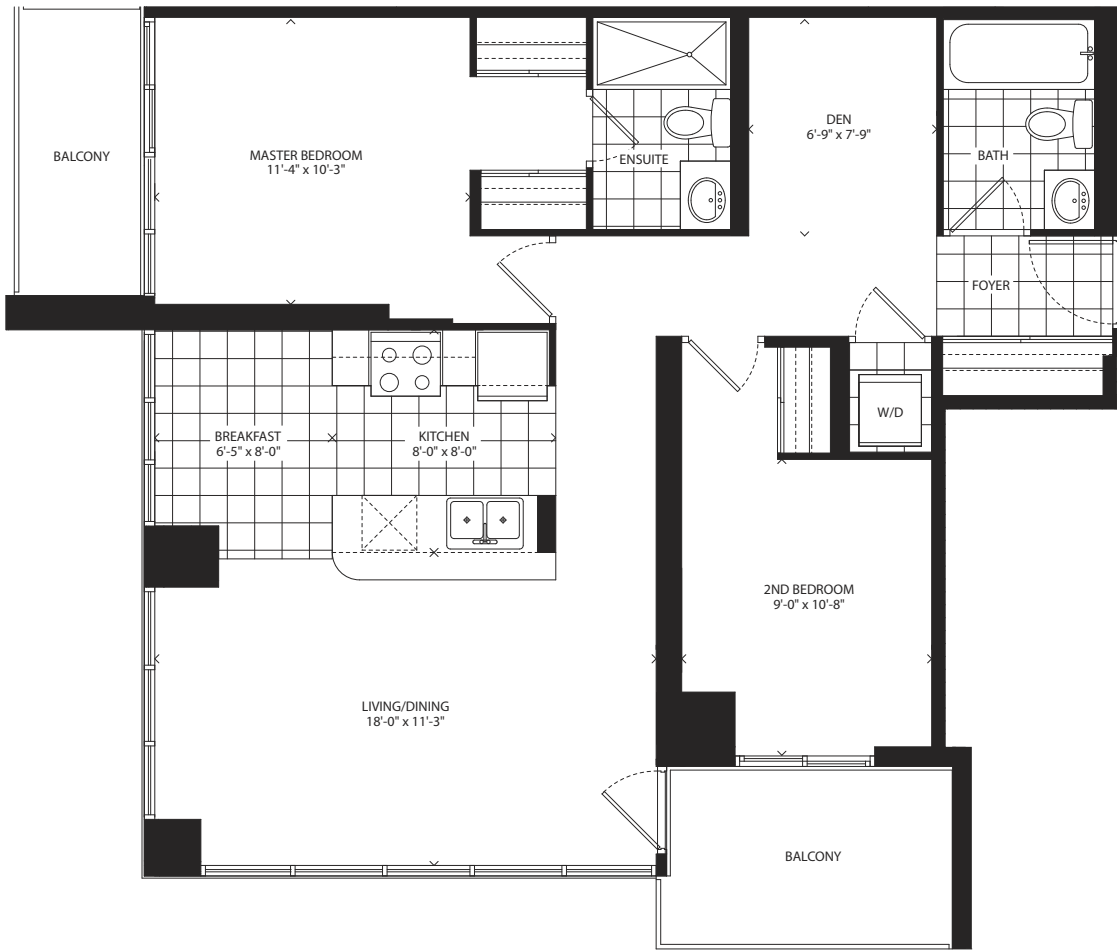 BALCONY
MASTER BEDROOM
11'-4" x 10'-3"
ENSUITE
DEN
6'-9" x 7'-9"
BATH
FOYER
BREAKFAST
6'-5" x 8'-0"
KITCHEN
8'-0" x 8'-0"
W/D
2ND BEDROOM
9'-0" x 10'-8"
LIVING/DINING
18'-0" x 11'-3"
BALCONY